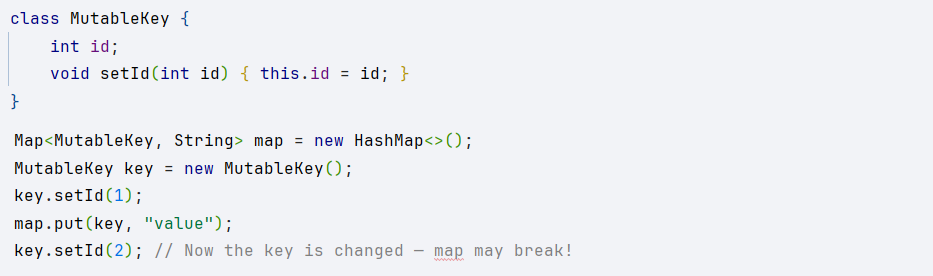 class MutableKey {
    int id;
    void setId(int id) { this.id = id; }
}
Map<MutableKey, String> map = new HashMap<>();
MutableKey key = new MutableKey();
key.setId(1);
map.put(key, "value");
key.setId(2); // Now the key is changed — map may break!